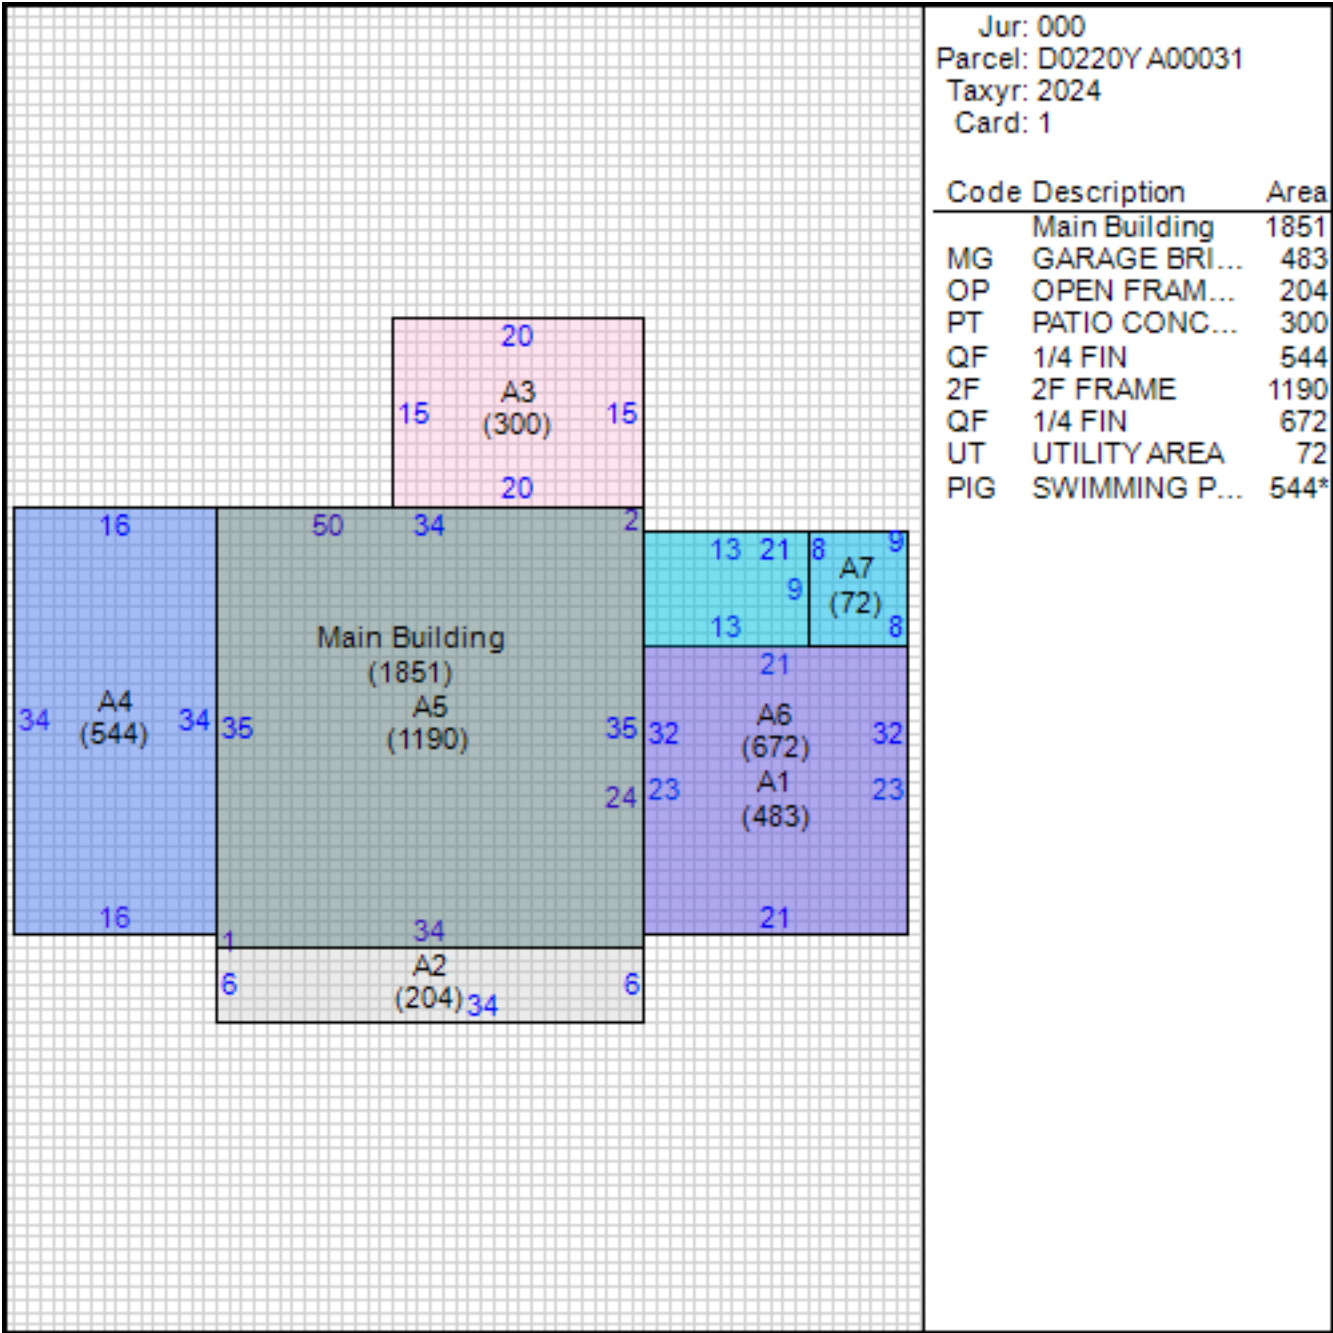 Jur: 000
Parcel: D0220Y A00031
Taxyr: 2024
Card: 1
Code Description Area
Main Building 1851
MG GARAGE BRI... 483
OP OPEN FRAM... 204
PT PATIO CONC... 300
QF 1/4 FIN 544
2F 2F FRAME 1190
QF 1/4 FIN 672
UT UTILITY AREA 72
PIG SWIMMING P... 544*
20
A3
15 (300) 15
20
16 50 34 2
13 21 8 9
A7
9 (72)
13 8
Main Building
(1851)
21
A4 A5 A6
34 (544) 34 35 (1190) 35 32 (672) 32
A1
24 23 (483) 23
16 21
1 34
A2
6 (204) 34 6